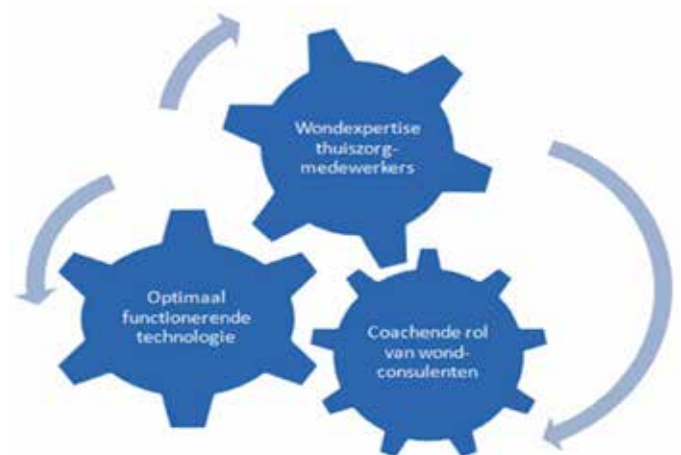 Wondexpertise
thuiszorg-
medewerkers
Optimaal
functionerende
technologie
Coachende rol
van wond-
consulenten